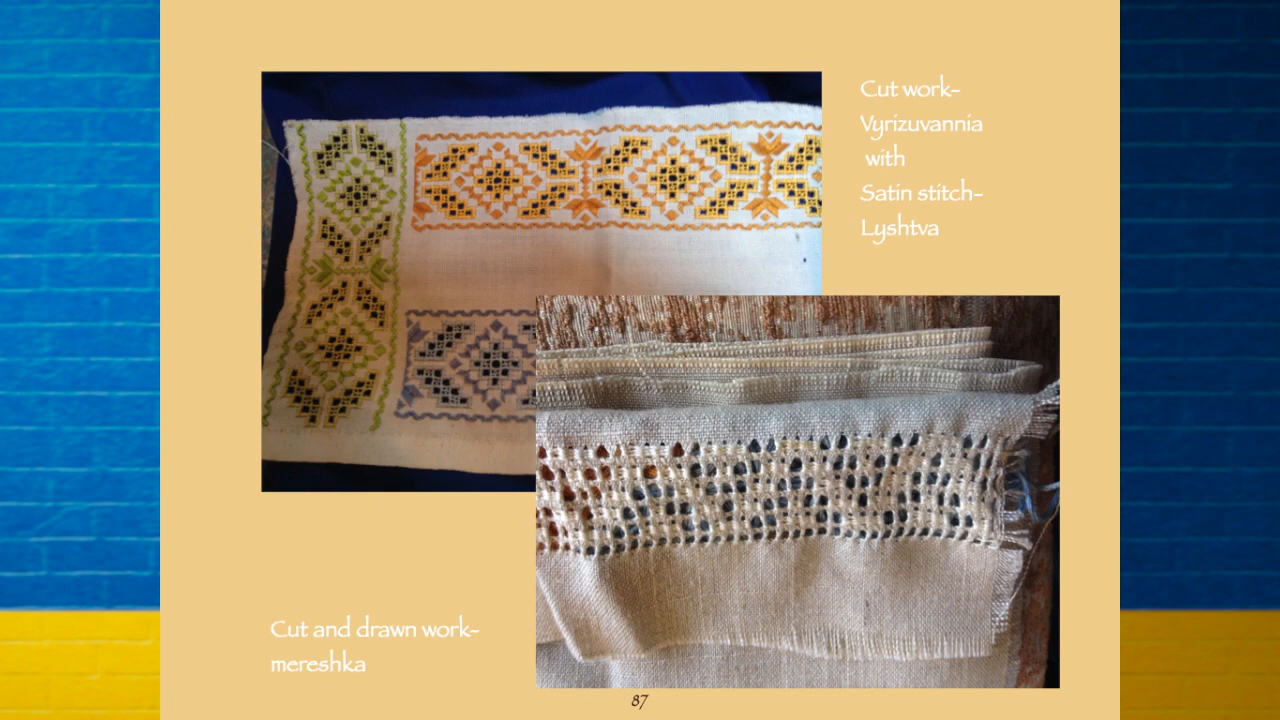 Cut work-
Vyrizuvannia
with
Satin stitch-
Lyshtva
Cut and drawn work-
mereshka
87